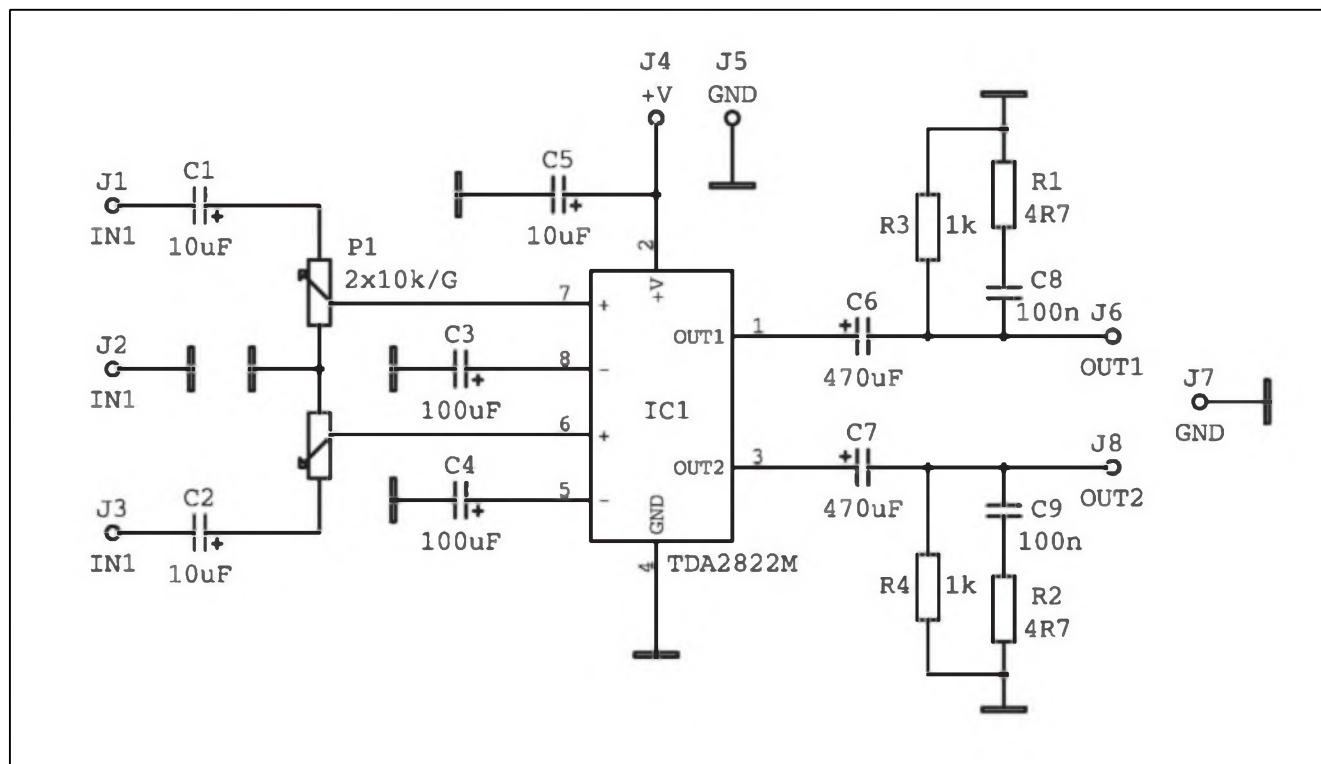 J4
+V
J5
GND
J1
IN1
C1
+
10uF
C5
+
10uF
P1
2x10k/G
2
+V
7
+
J2
IN1
C3
+
100uF
8
-
IC1
6
+
C4
+
100uF
5
-
J3
IN1
C2
+
10uF
OUT1
1
OUT2
3
GND
4
TDA2822M
R3
1k
R1
4R7
C8
100n
C6
+
470uF
J6
OUT1
J7
GND
C7
+
470uF
J8
OUT2
C9
100n
R4
1k
R2
4R7